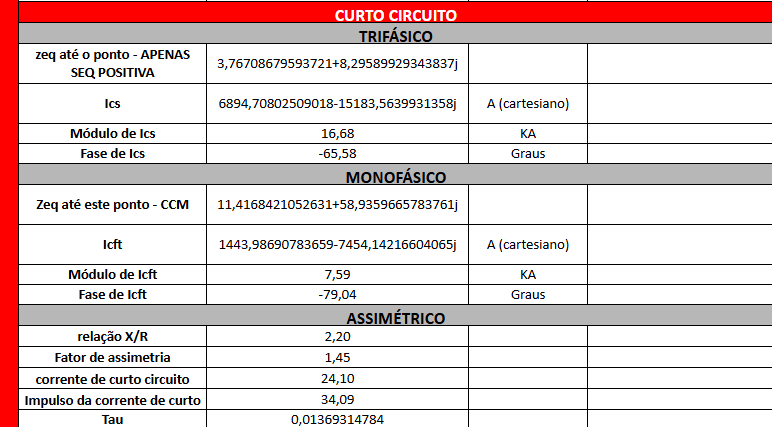 CURTO CIRCUITO
TRIFÁSICO
zeq até o ponto - APENAS
SEQ POSITIVA
3,76708679593721+8,29589929343837j
Ics 6894,70802509018-15183,5639931358j A (cartesiano)
Módulo de Ics 16,68 KA
Fase de Ics -65,58 Graus
MONOFÁSICO
Zeq até este ponto - CCM 11,4168421052631+58,9359665783761j
Icft 1443,98690783659-7454,14216604065j A (cartesiano)
Módulo de Icft 7,59 KA
Fase de Icft -79,04 Graus
ASSIMÉTRICO
relação X/R 2,20
Fator de assimetria 1,45
corrente de curto circuito 24,10
Impulso da corrente de curto 34,09
Tau 0,01369314784